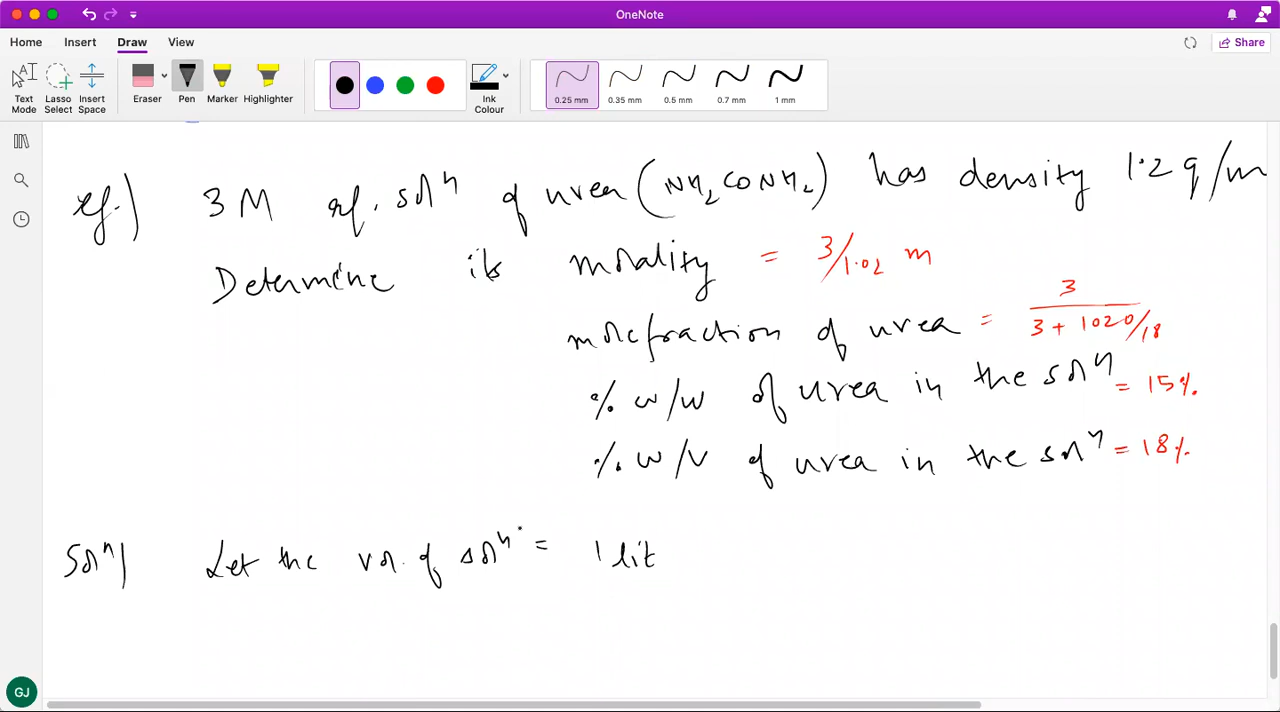 OneNote
Home Insert Draw View
Share
Text Mode
Lasso Select
Insert Space
Eraser
Pen
Marker
Highlighter
Ink Colour
0.25 mm
0.35 mm
0.5 mm
0.7 mm
1 mm
eg.) 3 M aq. solⁿ of urea (NH₂CONH₂) has density 1.2 g/m
Determine its molality = 3/1.02 m
molefraction of urea = 3/(3 + 1020/18)
% w/w of urea in the solⁿ = 15%.
% w/v of urea in the solⁿ = 18%.
Solⁿ) Let the vol. of solⁿ = 1 lit
GJ